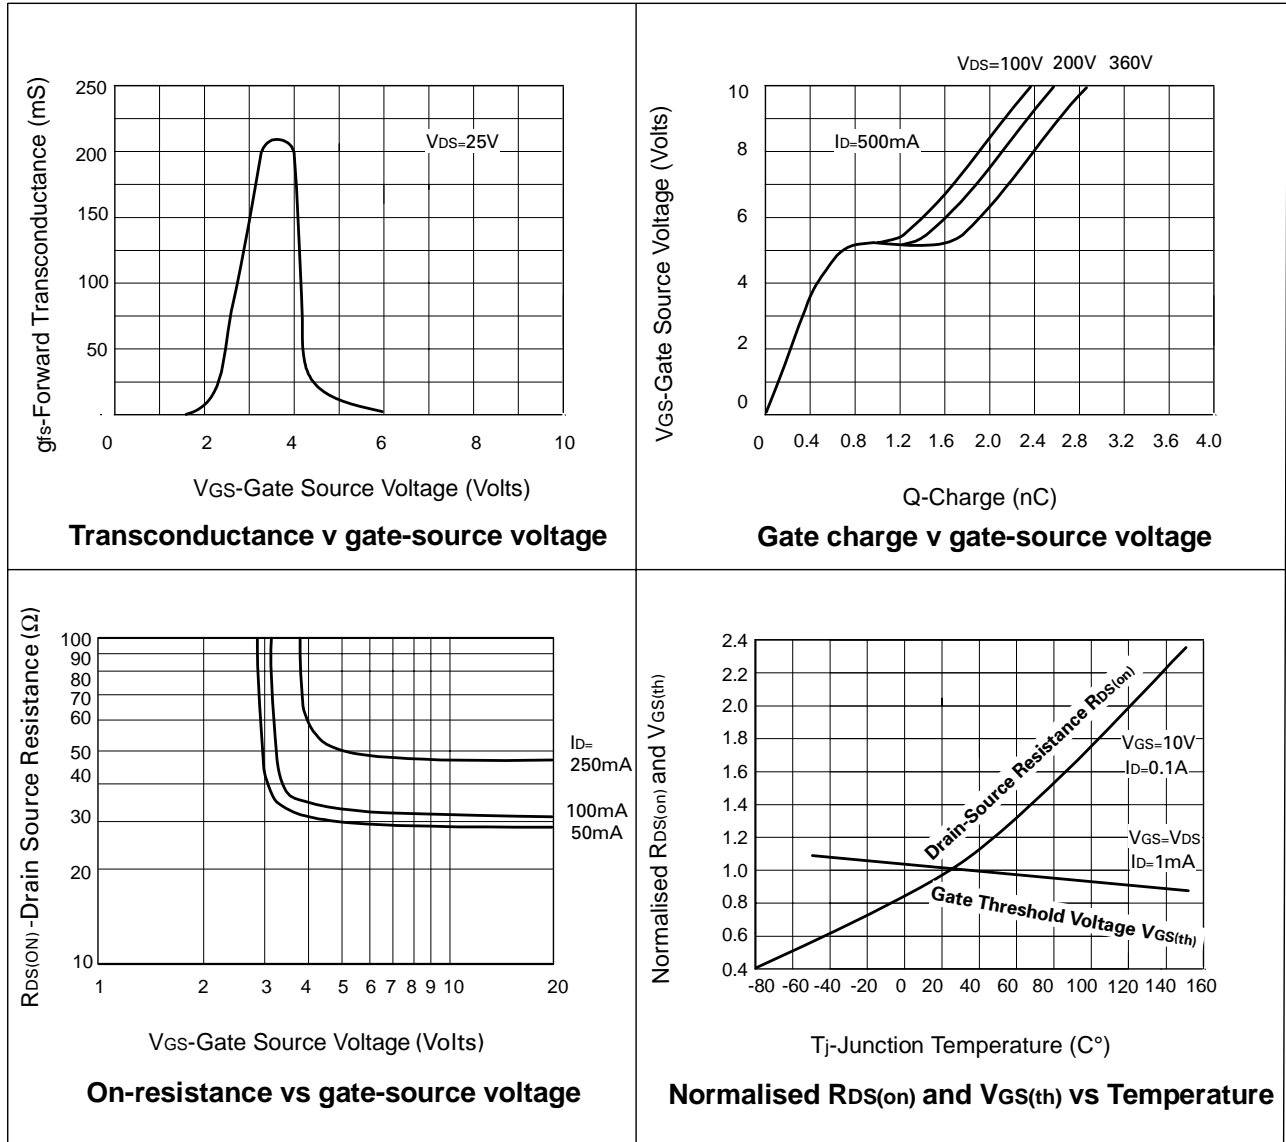 gfs-Forward Transconductance (mS)
250
200
150
100
50
0 2 4 6 8 10
VDS=25V
VGS-Gate Source Voltage (Volts)
Transconductance v gate-source voltage
VDS=100V 200V 360V
VGS-Gate Source Voltage (Volts)
10
8
6
4
2
0
ID=500mA
0 0.4 0.8 1.2 1.6 2.0 2.4 2.8 3.2 3.6 4.0
Q-Charge (nC)
Gate charge v gate-source voltage
RDS(ON) -Drain Source Resistance (Ω)
100
90
80
70
60
50
40
30
20
10
ID=
250mA
100mA
50mA
1 2 3 4 5 6 7 8 9 10 20
VGS-Gate Source Voltage (Volts)
On-resistance vs gate-source voltage
Normalised RDS(on) and VGS(th)
2.4
2.2
2.0
1.8
1.6
1.4
1.2
1.0
0.8
0.6
0.4
Drain-Source Resistance RDS(on)
VGS=10V
ID=0.1A
VGS=VDS
ID=1mA
Gate Threshold Voltage VGS(th)
-80 -60 -40 -20 0 20 40 60 80 100 120 140 160
Tj-Junction Temperature (C°)
Normalised RDS(on) and VGS(th) vs Temperature